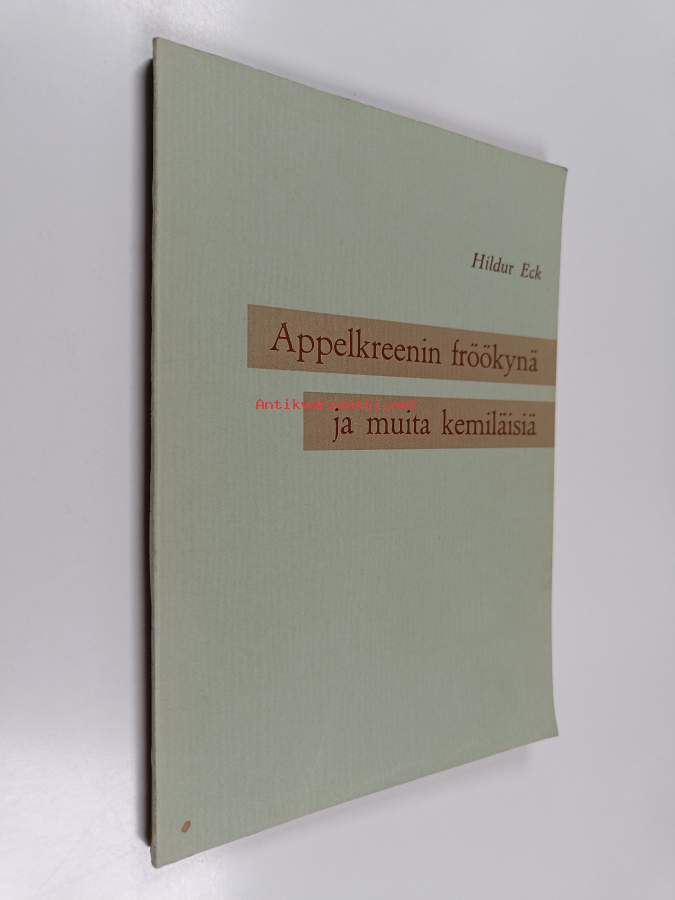 Hildur Eck
Appelkreenin fröökynä
Antikvariaatti.net
ja muita kemiläisiä